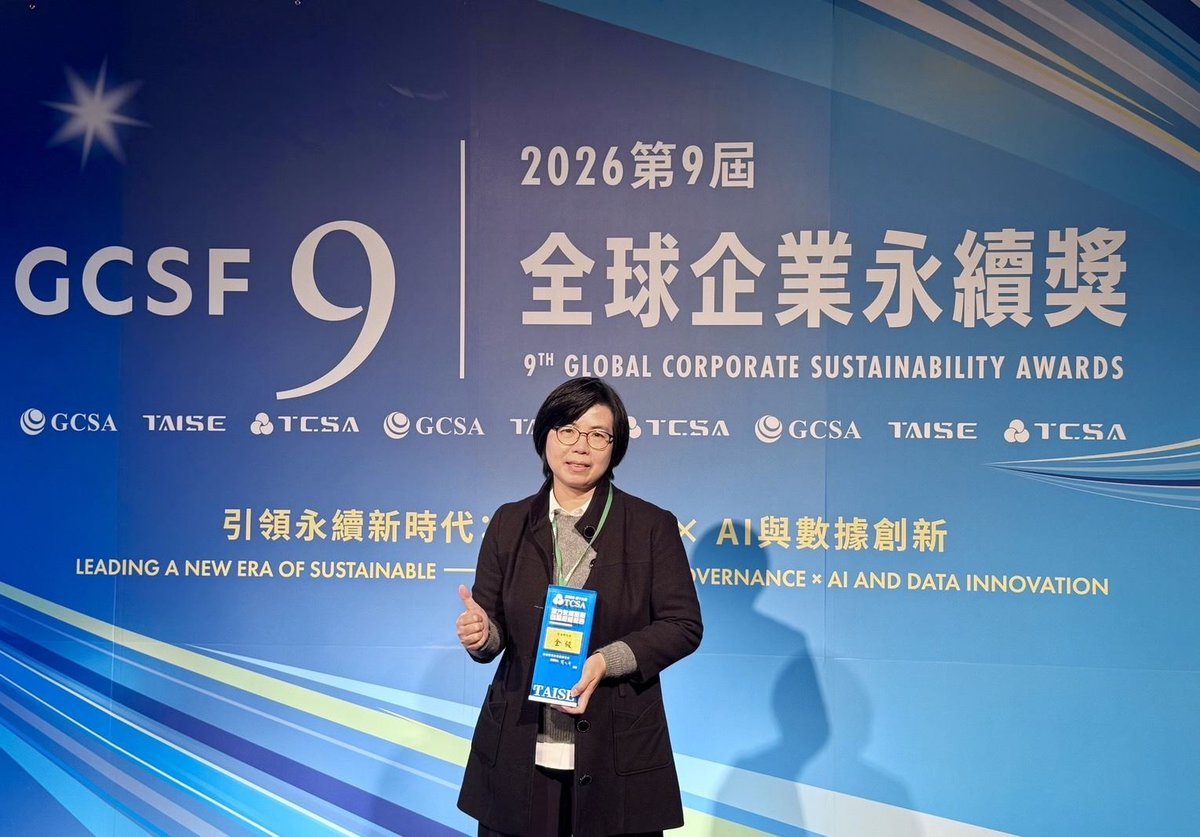 2026第9屆
GCSF 9
全球企業永續獎
9TH GLOBAL CORPORATE SUSTAINABILITY AWARDS
GCSA TAISE TCSA GCSA TCSA GCSA TAISE TCSA
引領永續新時代： × AI與數據創新
LEADING A NEW ERA OF SUSTAINABLE — OVERNANCE × AI AND DATA INNOVATION
TCSA
金級
TAISE